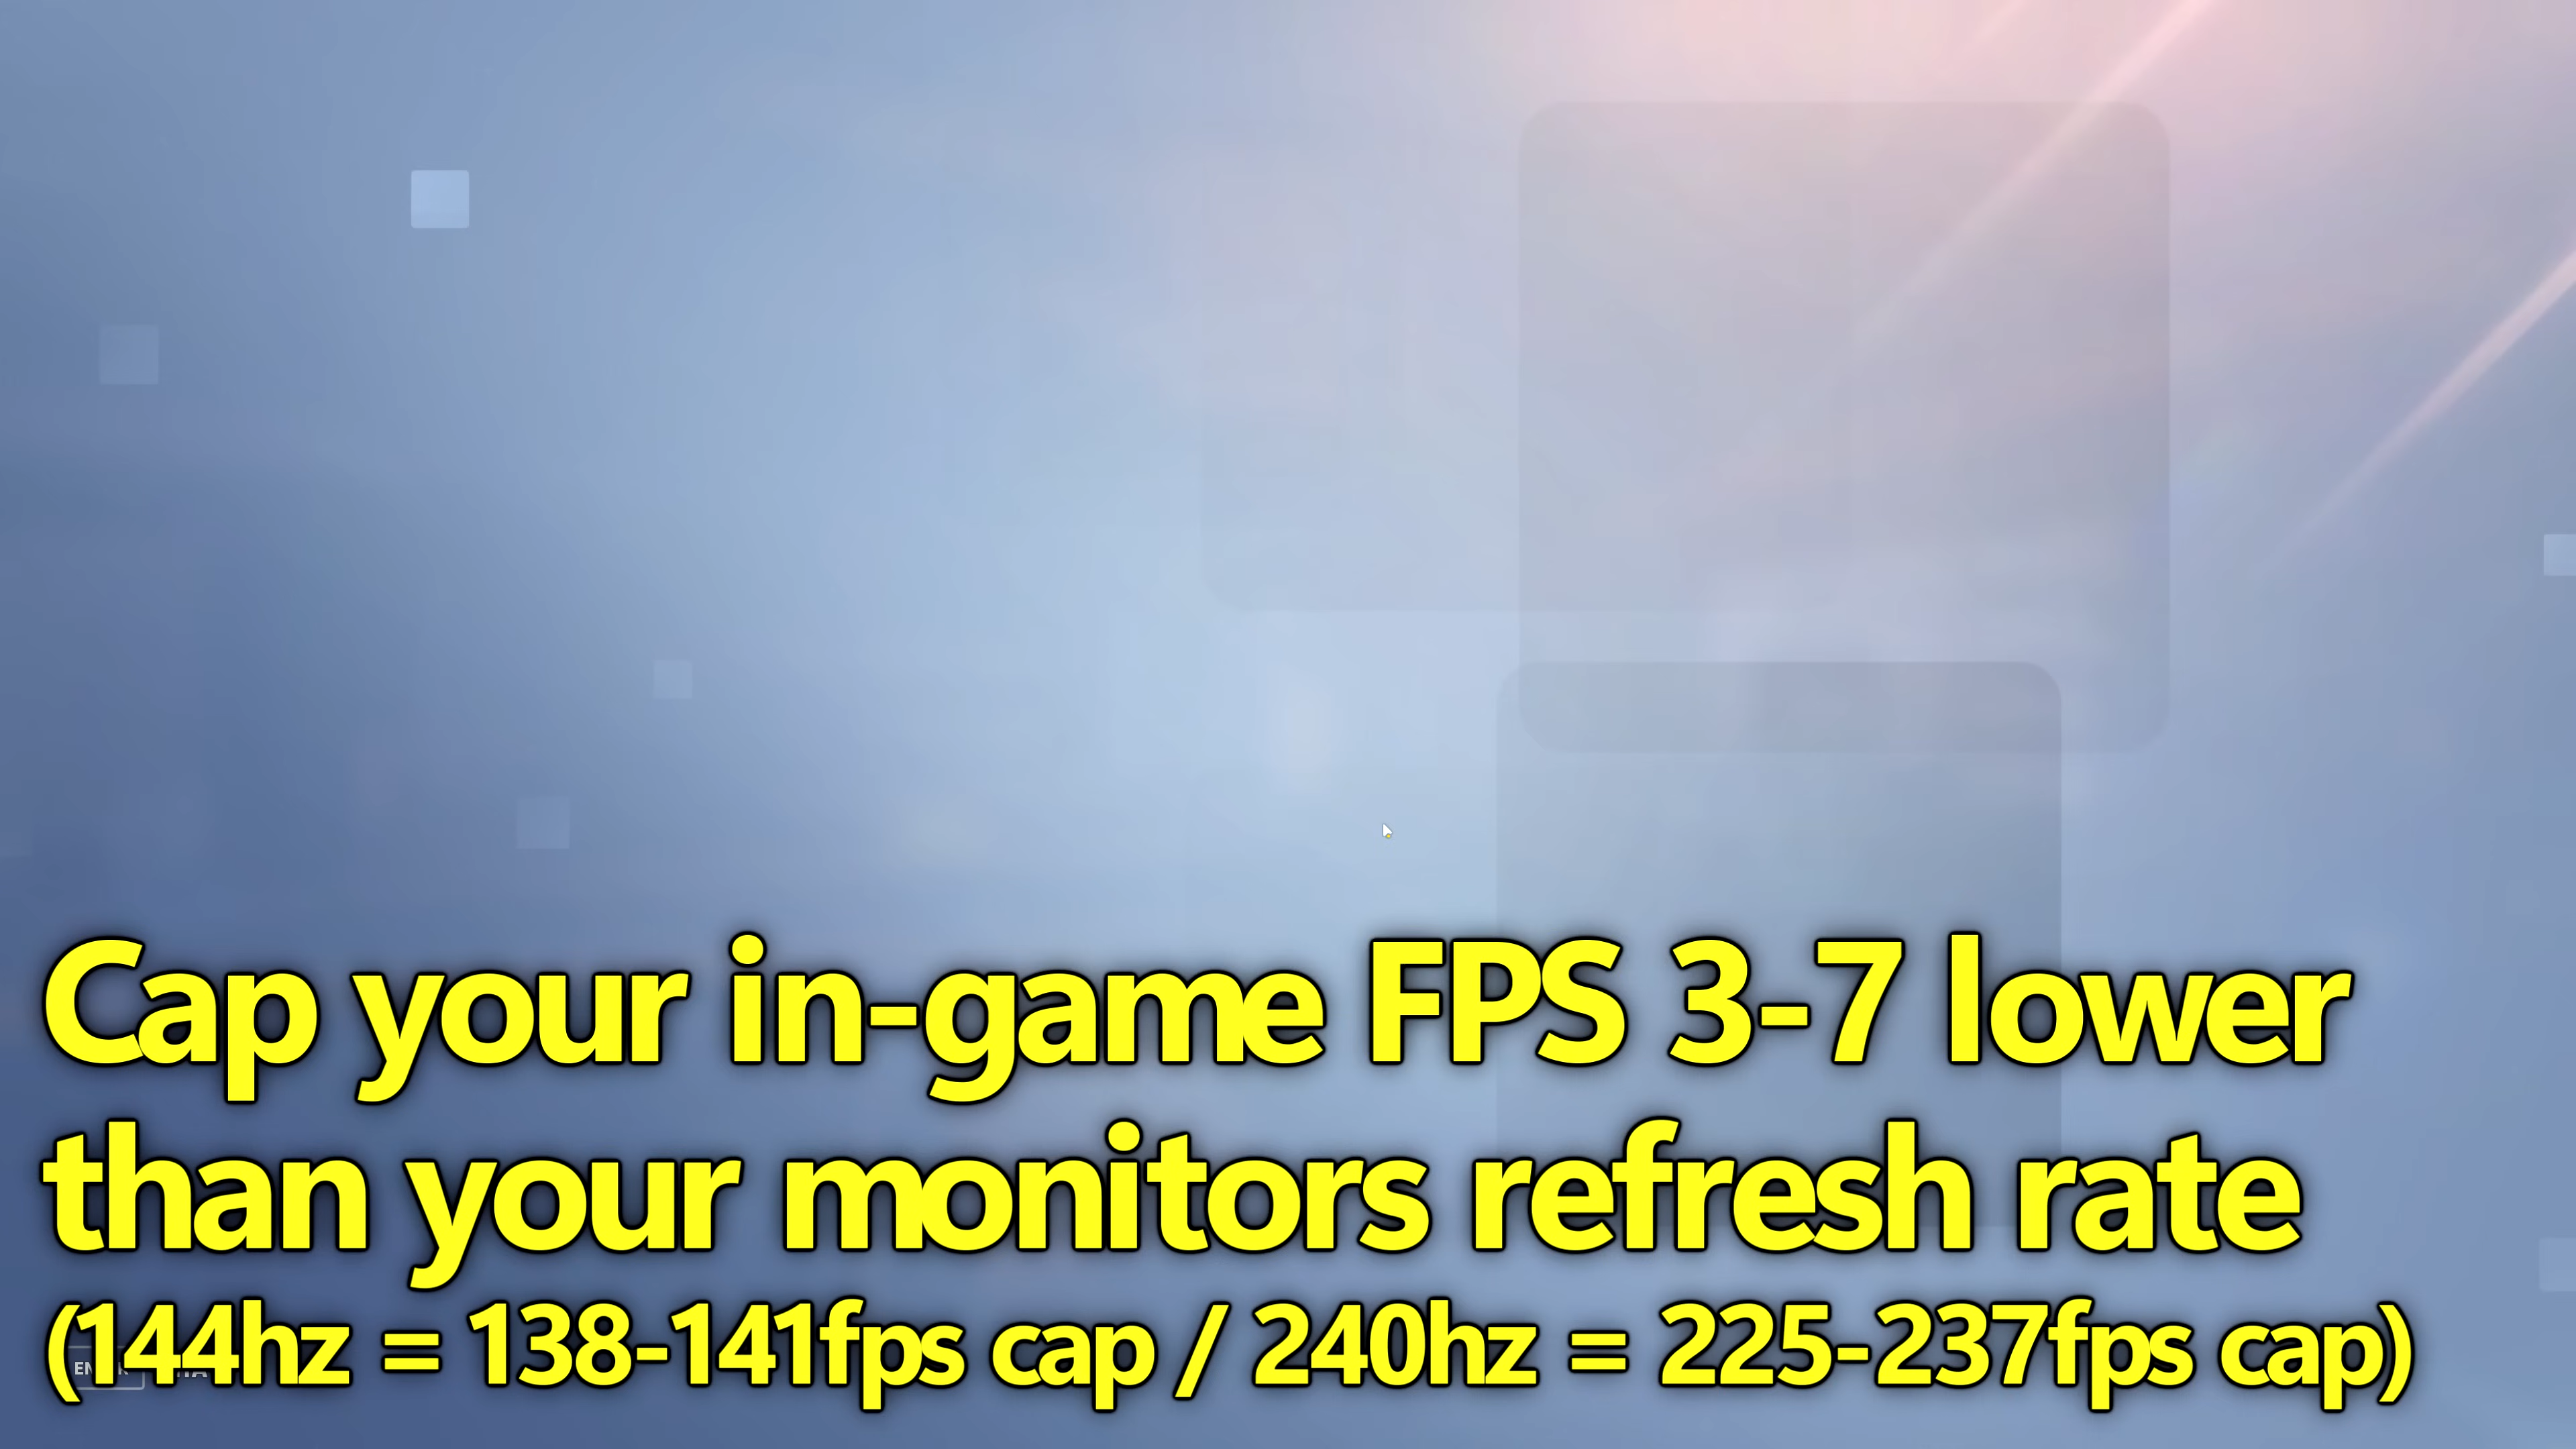 Cap your in-game FPS 3-7 lower
than your monitors refresh rate
(144hz = 138-141fps cap / 240hz = 225-237fps cap)